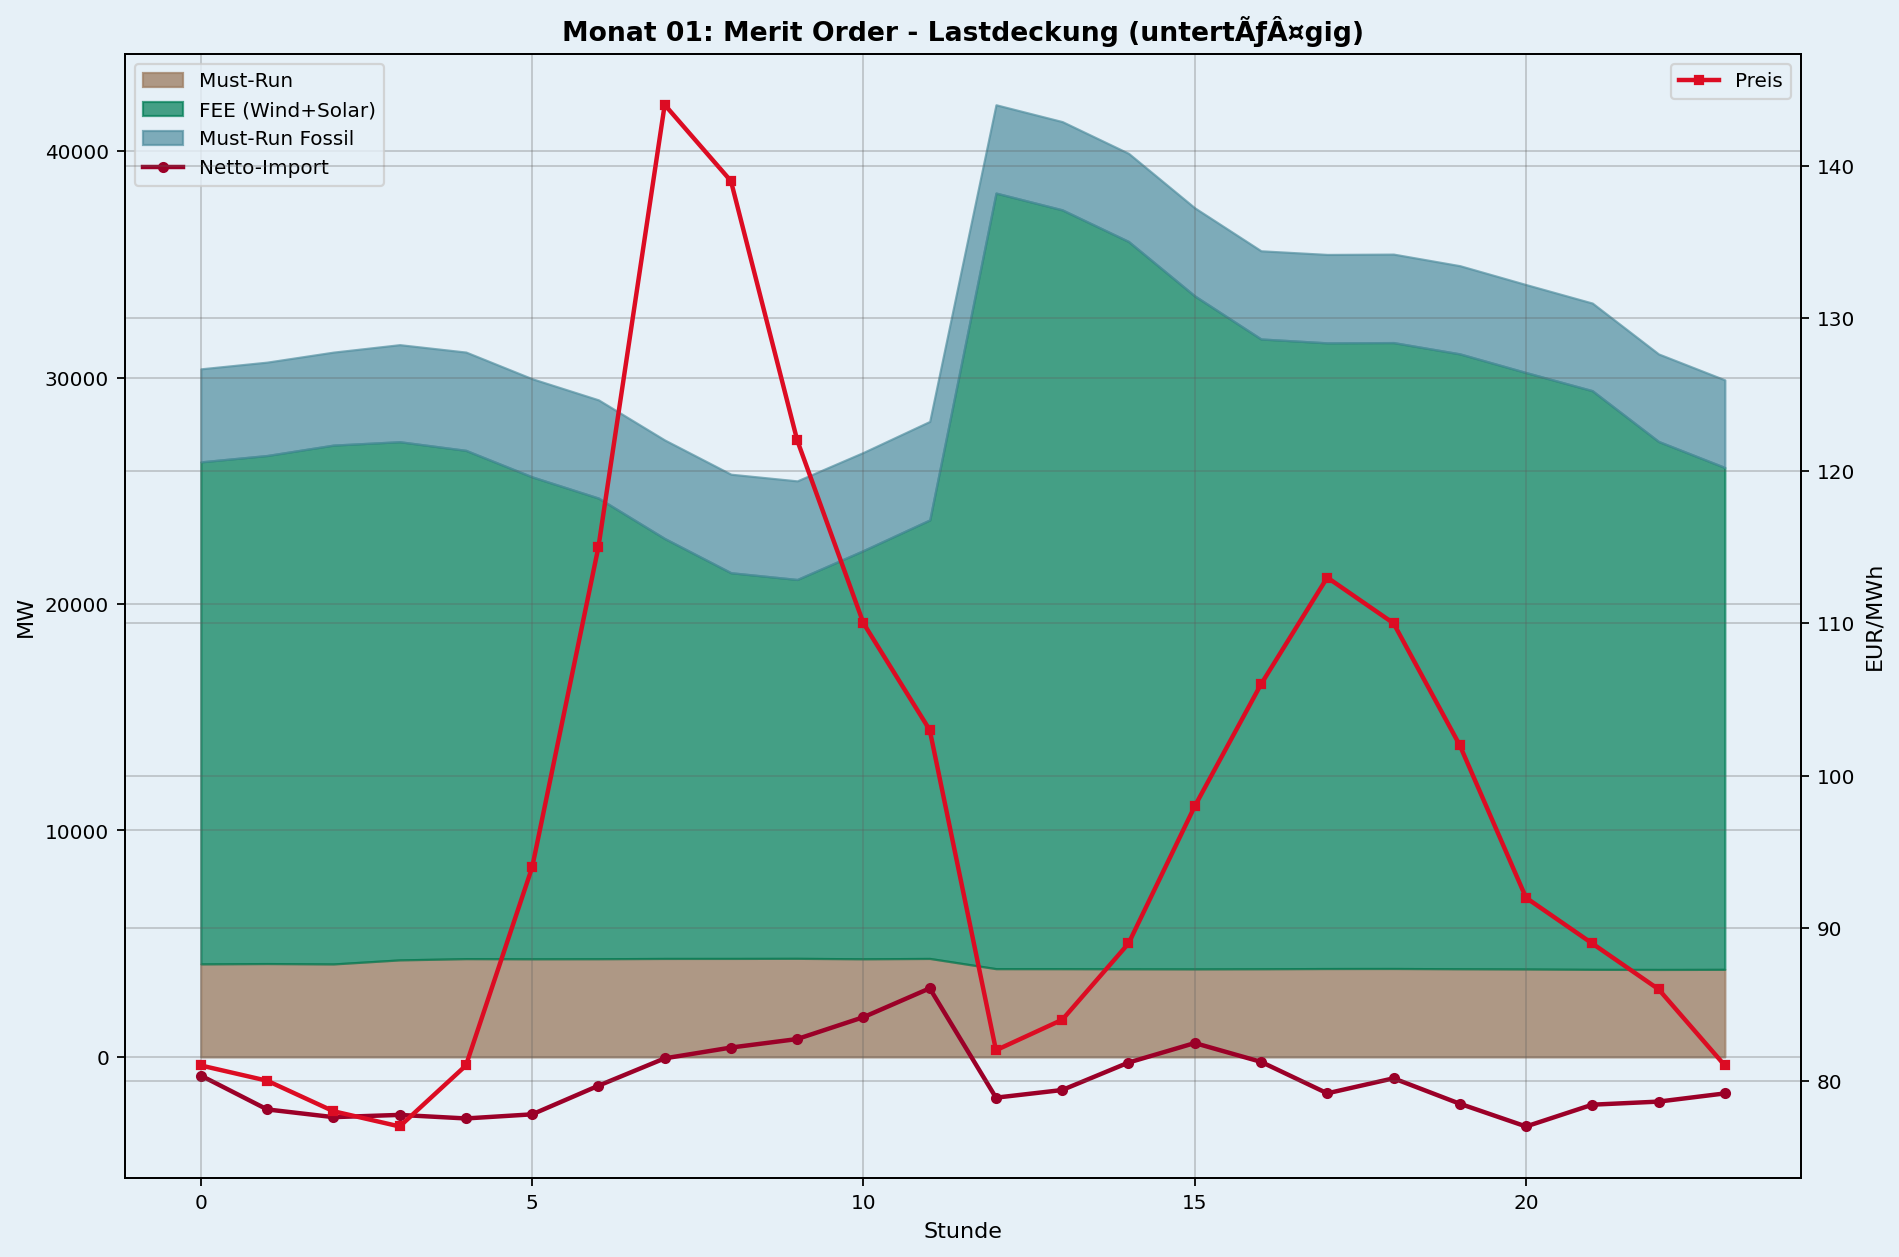 Monat 01: Merit Order - Lastdeckung (untertÃƒÂ¤gig)
Must-Run
FEE (Wind+Solar)
Must-Run Fossil
Netto-Import
Preis
40000
30000
20000
10000
0
MW
140
130
120
110
100
90
80
EUR/MWh
0
5
10
15
20
Stunde